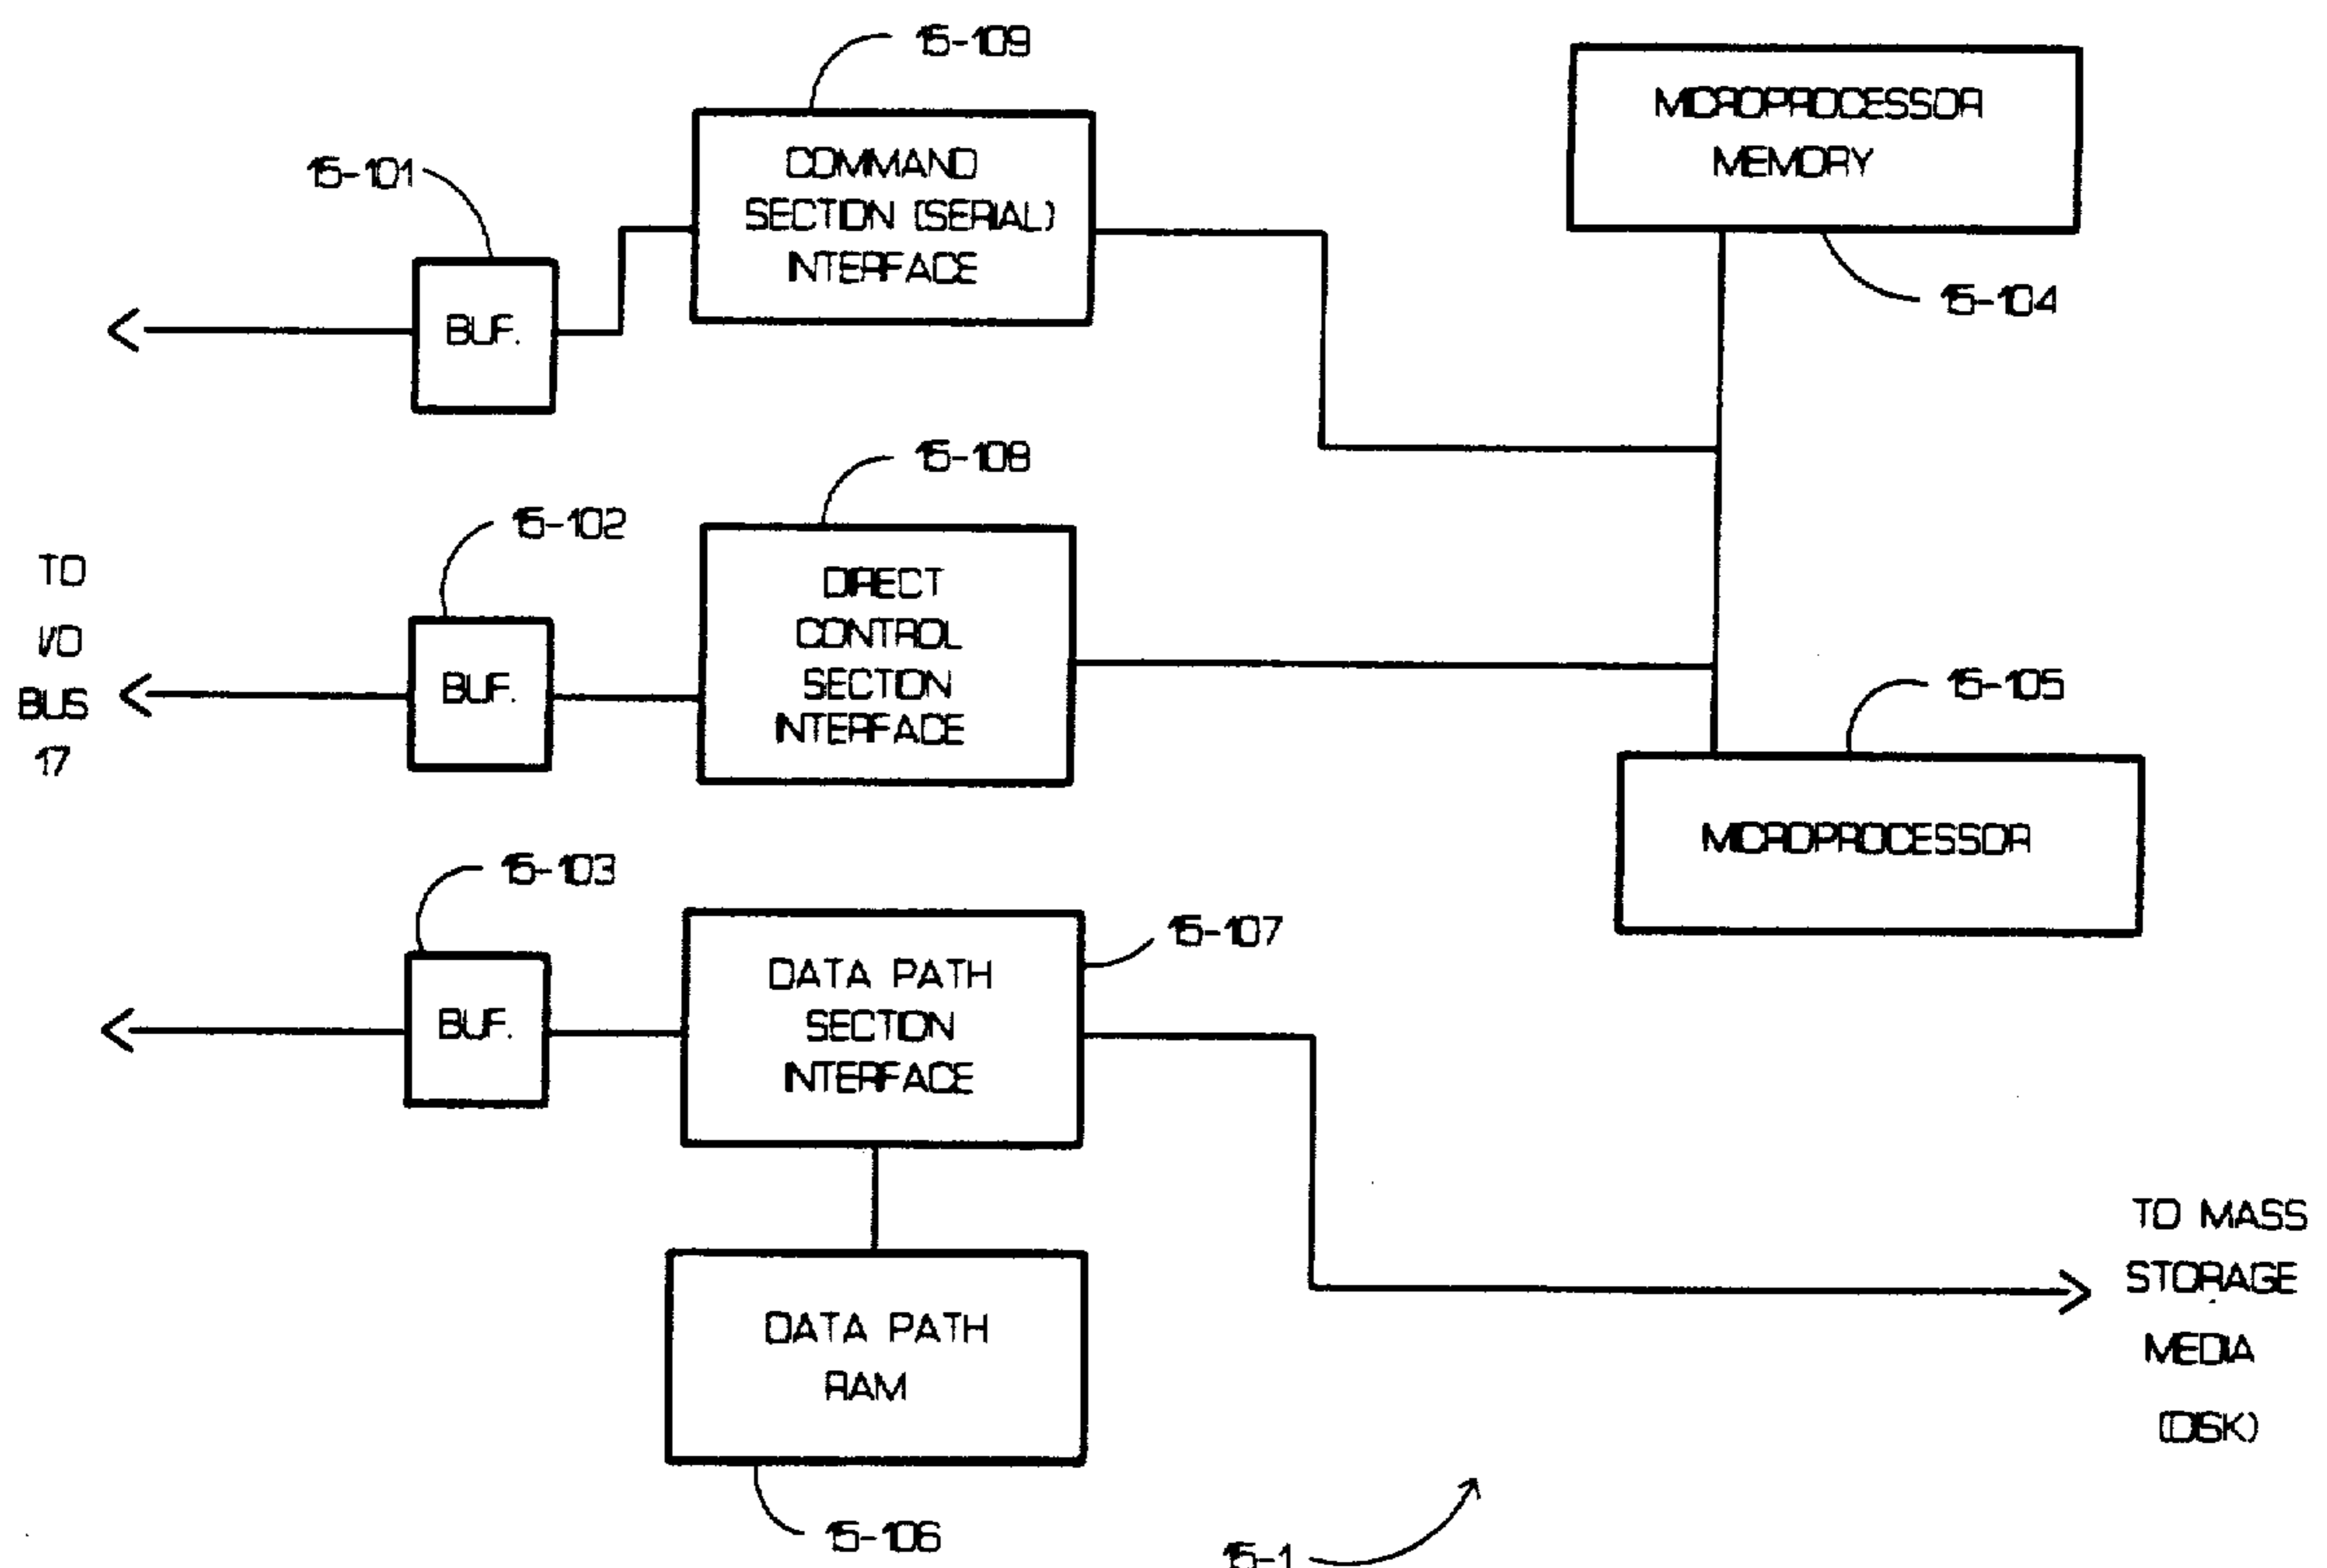 15-109
MICROPROCESSOR
MEMORY
15-104
COMMAND
SECTION (SERIAL)
INTERFACE
15-101
BUF.
15-108
DIRECT
CONTROL
SECTION
INTERFACE
15-102
BUF.
TO
I/O
BUS
17
15-105
MICROPROCESSOR
15-103
BUF.
15-107
DATA PATH
SECTION
INTERFACE
DATA PATH
RAM
15-106
TO MASS
STORAGE
MEDIA
(DISK)
15-1